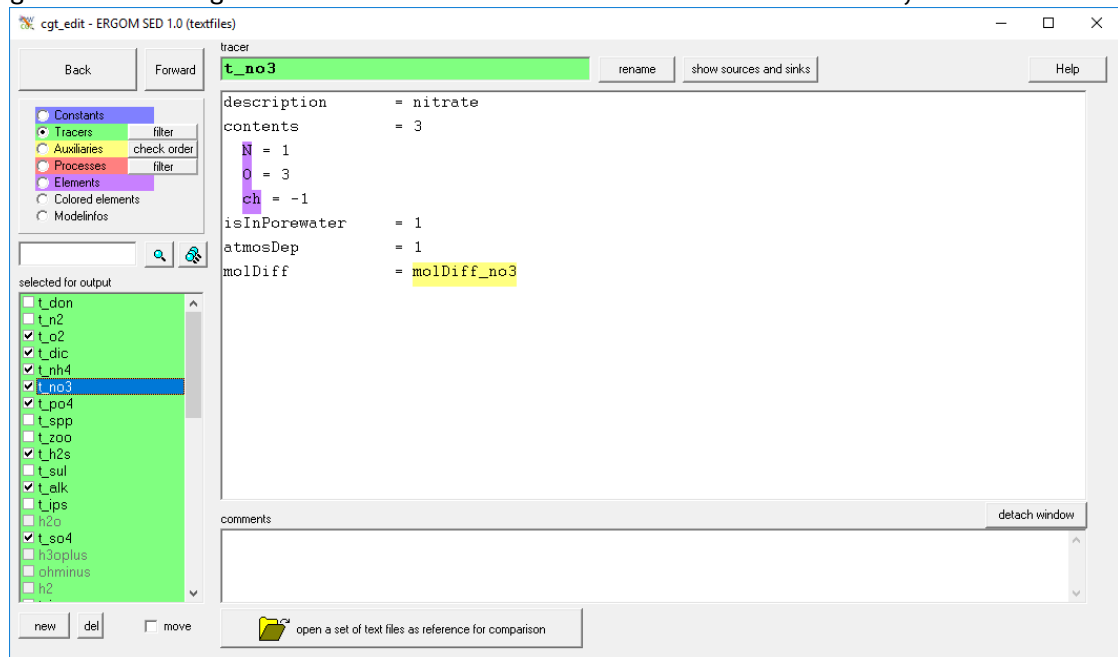 cgt_edit - ERGOM SED 1.0 (textfiles)
Back
Forward
tracer
t_no3
rename
show sources and sinks
Help
Constants
Tracers
filter
Auxiliaries
check order
Processes
filter
Elements
Colored elements
Modelinfos
selected for output
t_don
t_n2
t_o2
t_dic
t_nh4
t_no3
t_po4
t_spp
t_zoo
t_h2s
t_sul
t_alk
t_ips
h2o
t_so4
h3oplus
ohminus
h2
new
del
move
description = nitrate
contents = 3
N = 1
O = 3
ch = -1
isInPorewater = 1
atmosDep = 1
molDiff = molDiff_no3
comments
detach window
open a set of text files as reference for comparison